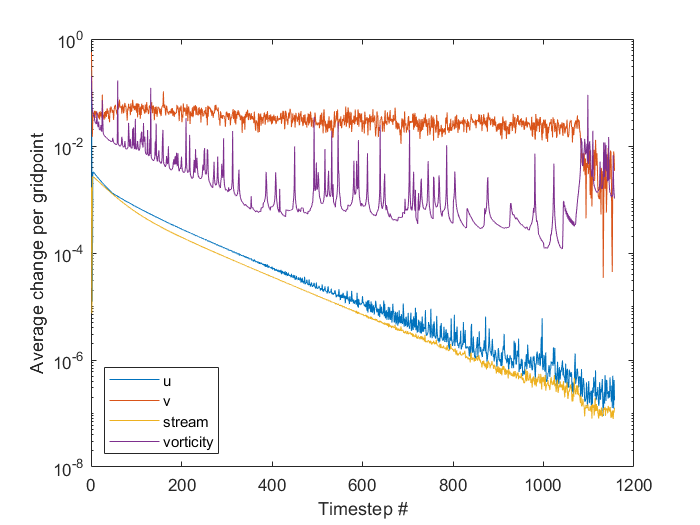 10^0
10^-2
10^-4
10^-6
10^-8
Average change per gridpoint
u
v
stream
vorticity
0 200 400 600 800 1000 1200
Timestep #